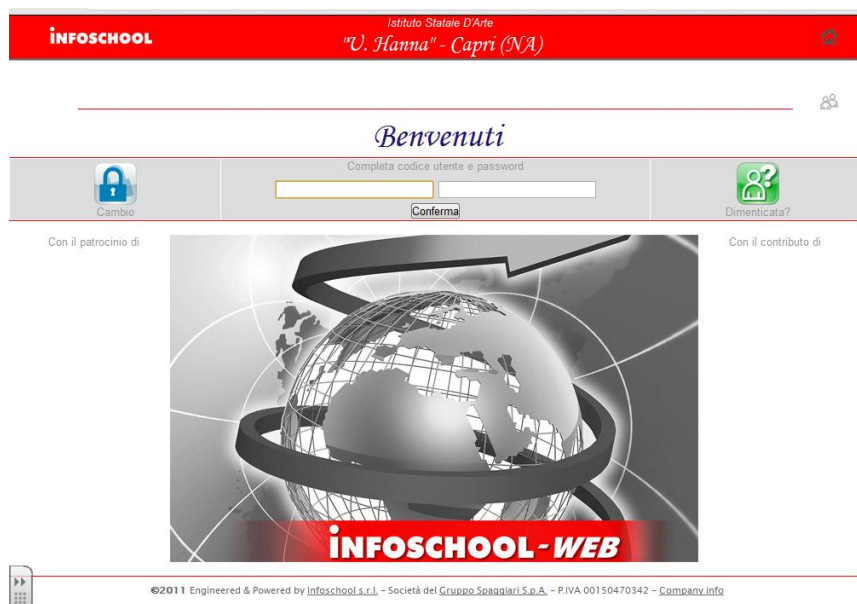 iNFOSCHOOL
Istituto Statale D'Arte
"U. Hanna" - Capri (NA)
Benvenuti
Completa codice utente e password
Cambio
Conferma
Dimenticata?
Con il patrocinio di
Con il contributo di
iNFOSCHOOL-WEB
©2011 Engineered & Powered by Infoschool s.r.l. - Società del Gruppo Spaggiari S.p.A. - P.IVA 00150470342 - Company info